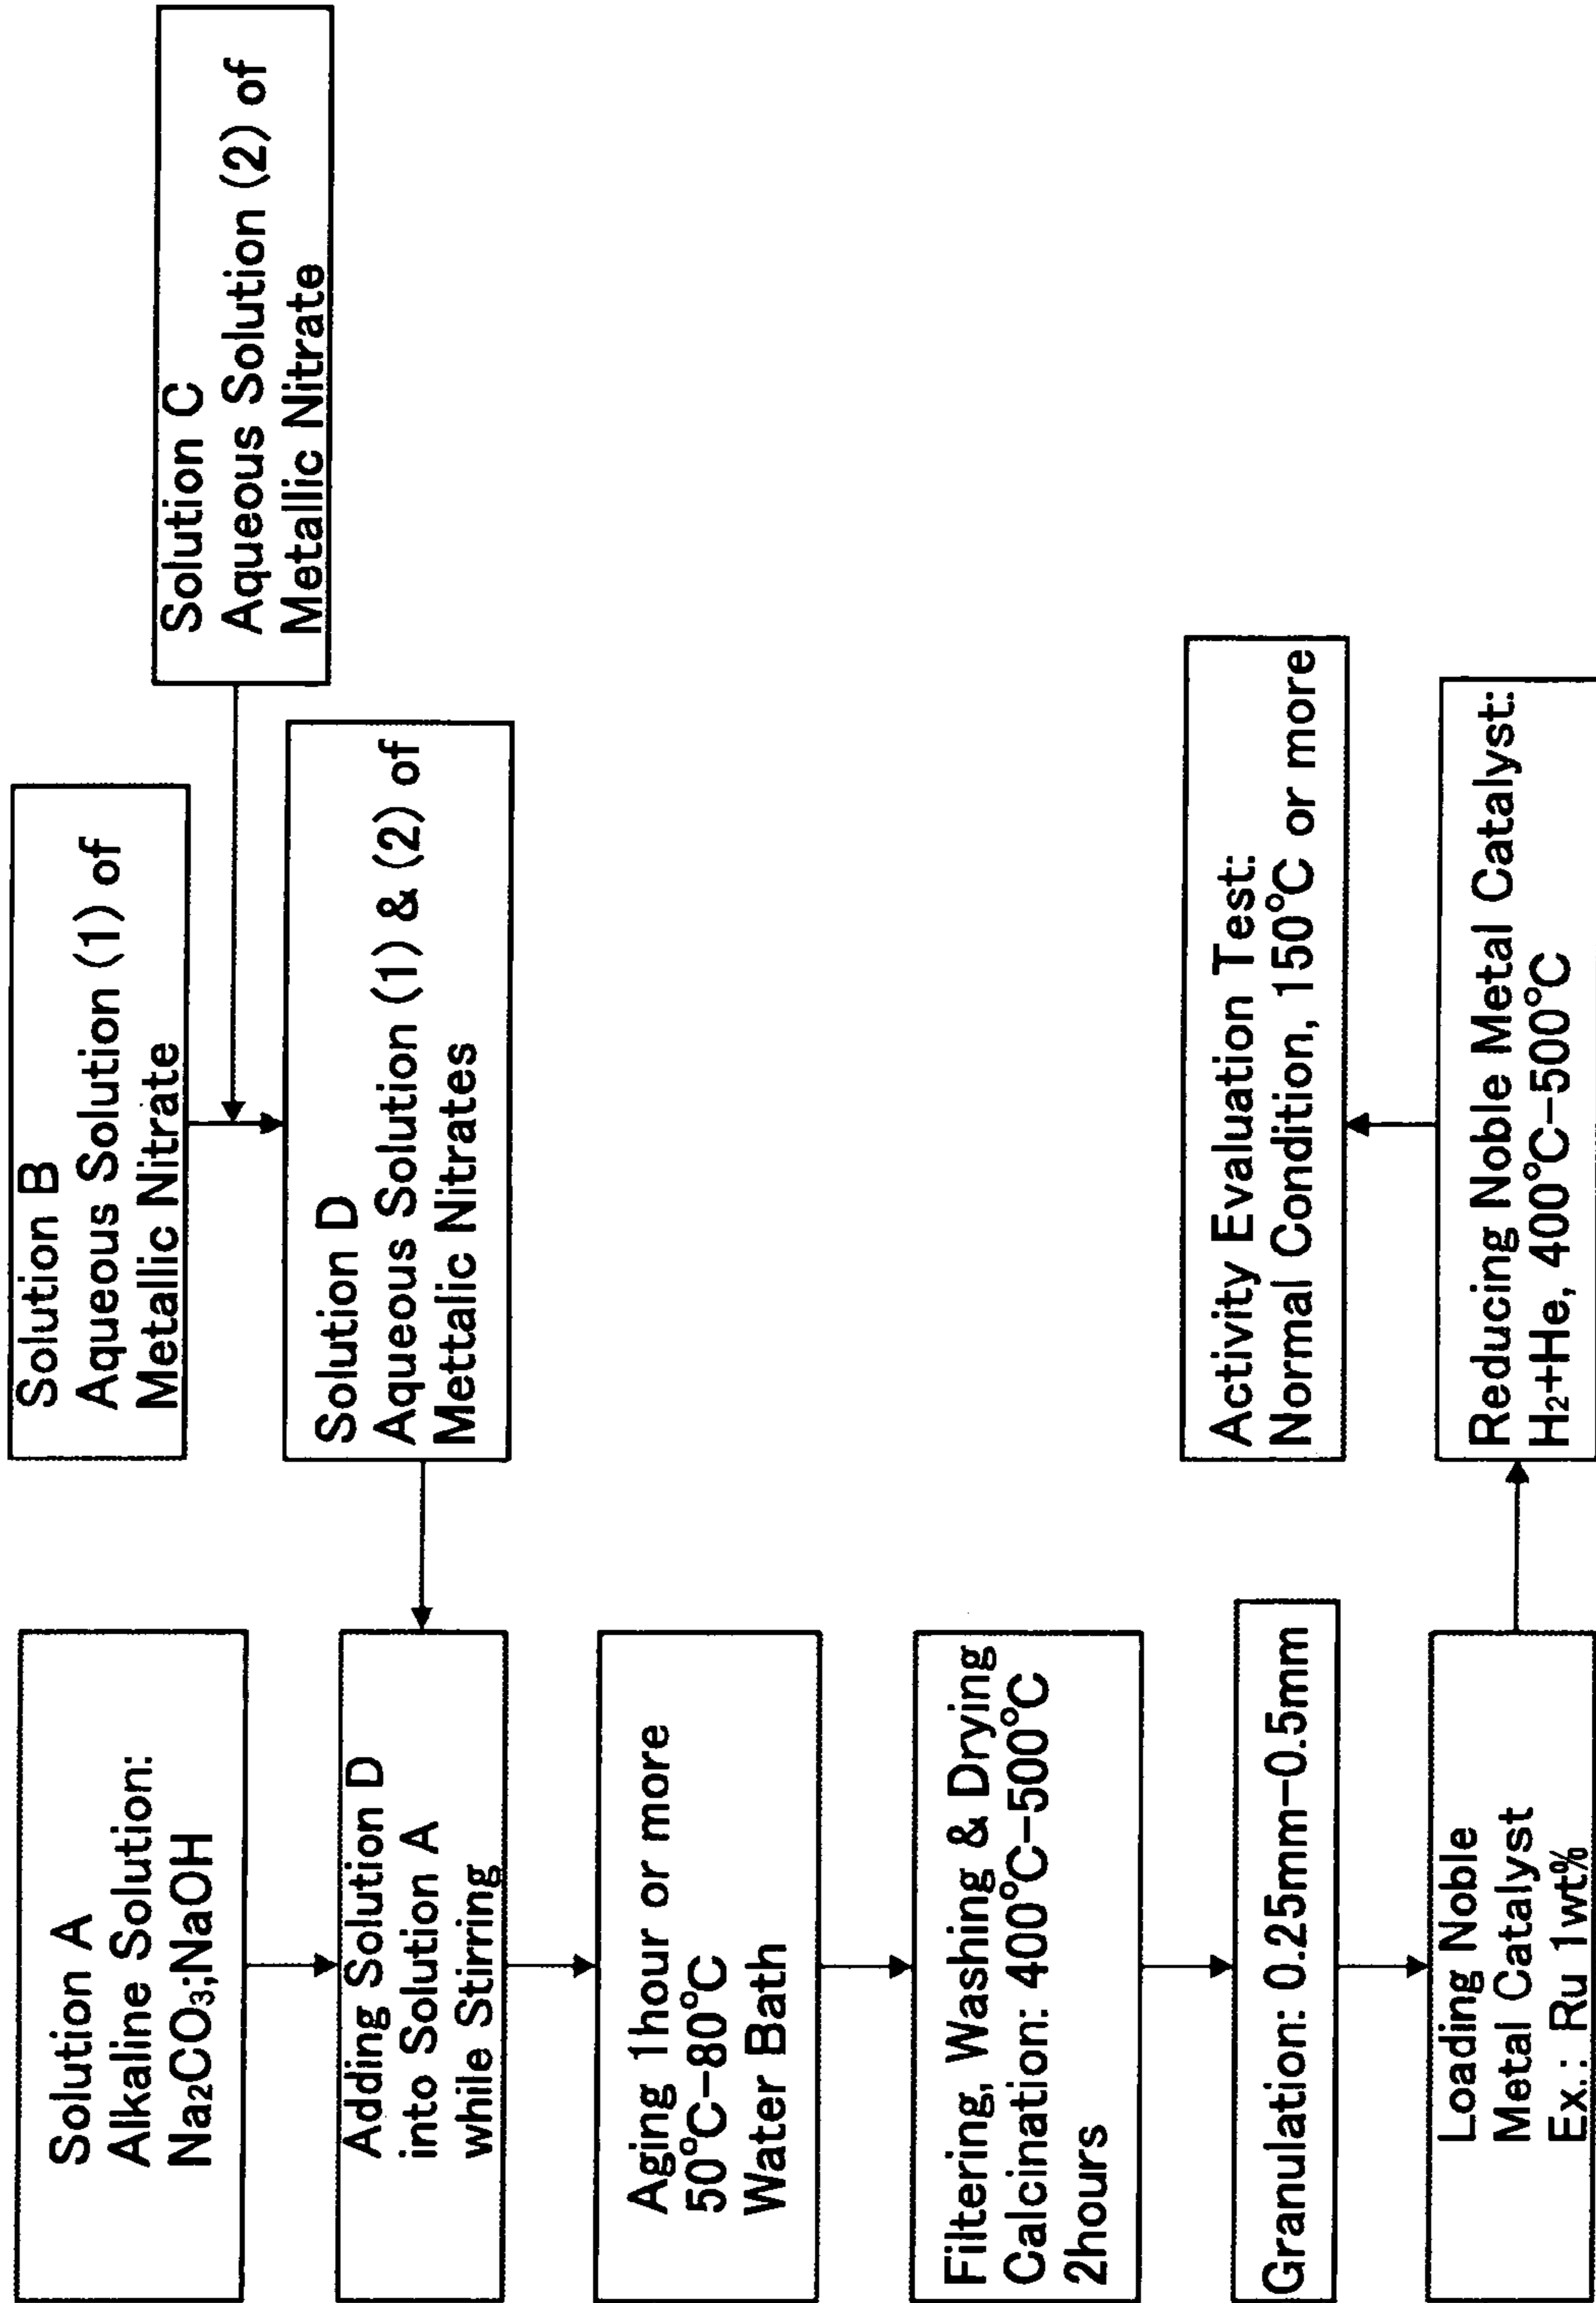 Solution A
Alkaline Solution:
Na₂CO₃;NaOH
Solution B
Aqueous Solution (1) of
Metallic Nitrate
Solution C
Aqueous Solution (2) of
Metallic Nitrate
Solution D
Aqueous Solution (1) & (2) of
Mettalic Nitrates
Adding Solution D
into Solution A
while Stirring
Aging 1hour or more
50°C-80°C
Water Bath
Filtering, Washing & Drying
Calcination: 400°C-500°C
2hours
Granulation: 0.25mm-0.5mm
Loading Noble
Metal Catalyst
Ex.: Ru 1wt%
Reducing Noble Metal Catalyst:
H₂+He, 400°C-500°C
Activity Evaluation Test:
Normal Condition, 150°C or more